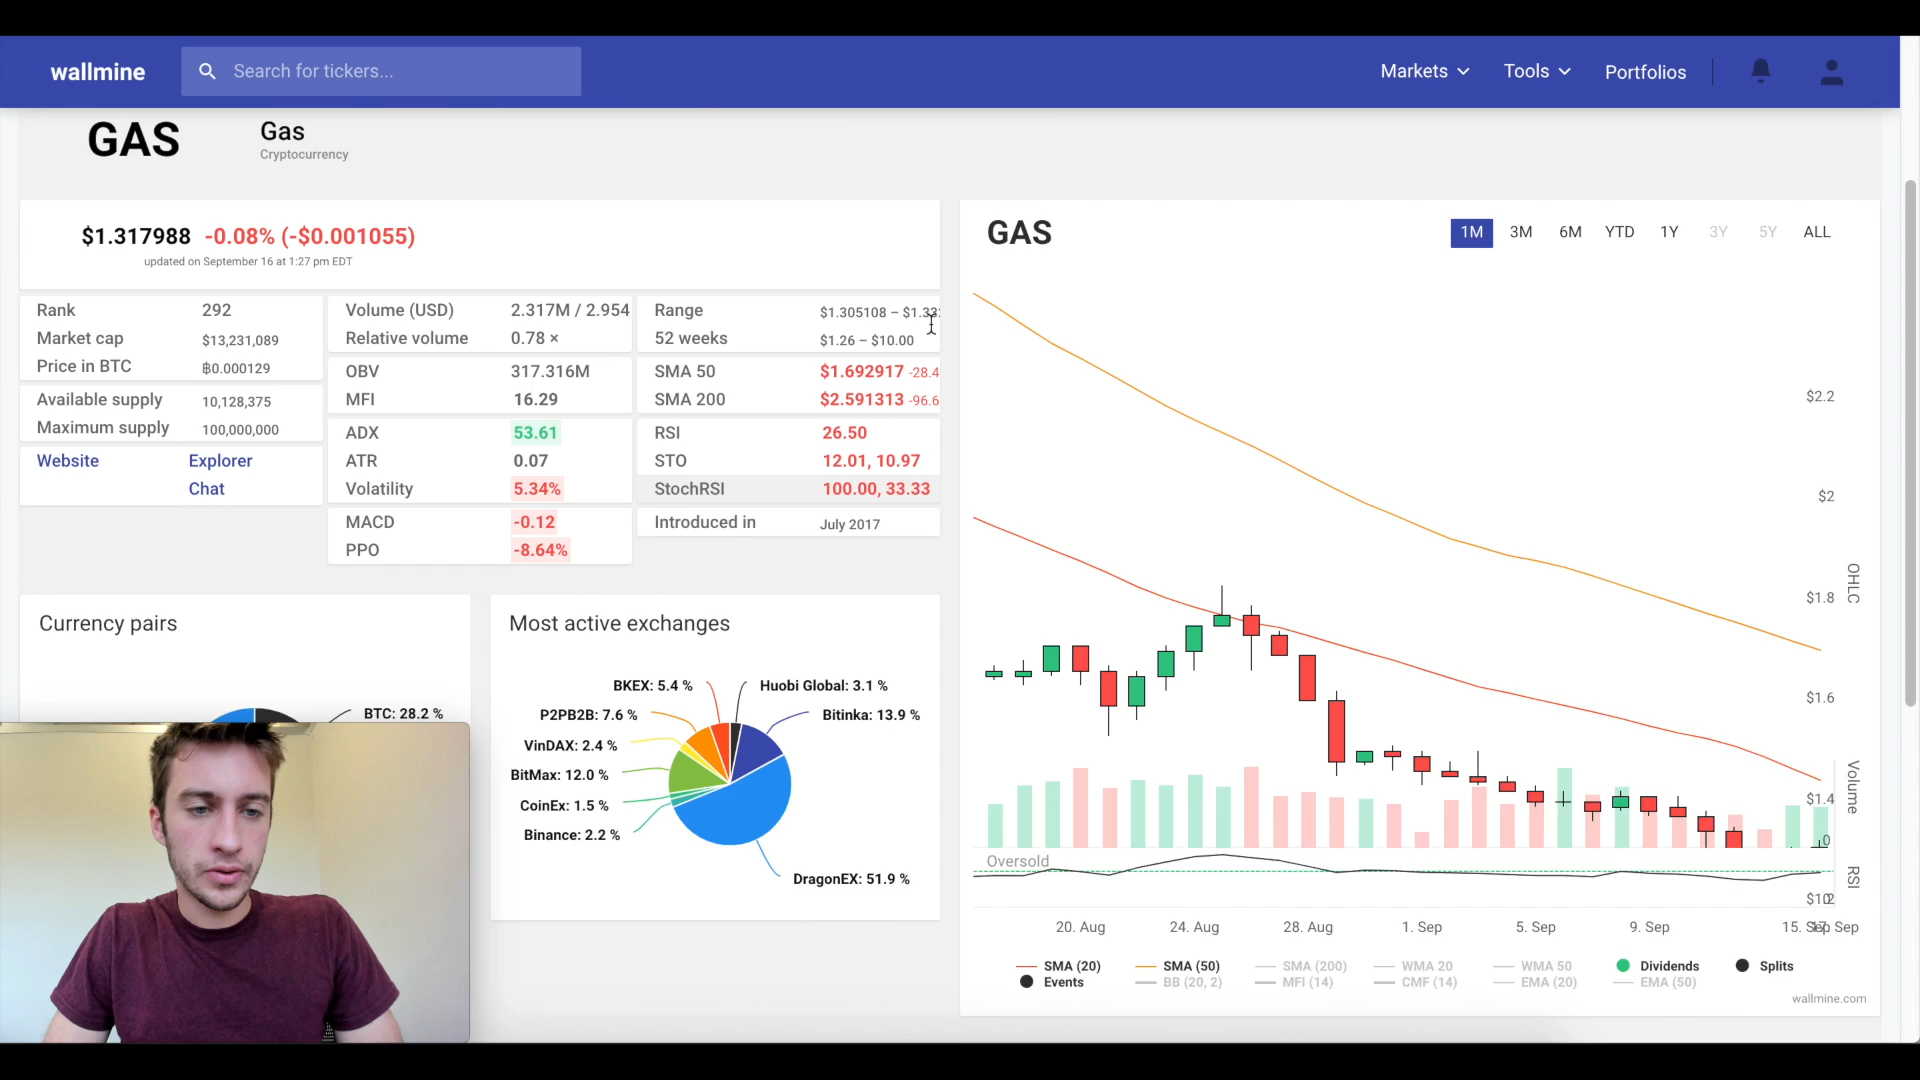 wallmine
Search for tickers...
Markets
Tools
Portfolios
GAS
Gas
Cryptocurrency
$1.317988 -0.08% (-$0.001055)
updated on September 16 at 1:27 pm EDT
Rank 292
Market cap $13,231,089
Price in BTC ฿0.000129
Available supply 10,128,375
Maximum supply 100,000,000
Website Explorer
Chat
Volume (USD) 2.317M / 2.954
Relative volume 0.78 ×
OBV 317.316M
MFI 16.29
ADX 53.61
ATR 0.07
Volatility 5.34%
MACD -0.12
PPO -8.64%
Range $1.305108 – $1.33
52 weeks $1.26 – $10.00
SMA 50 $1.692917 -28.4
SMA 200 $2.591313 -96.6
RSI 26.50
STO 12.01, 10.97
StochRSI 100.00, 33.33
Introduced in July 2017
Currency pairs
BTC: 28.2 %
Most active exchanges
BKEX: 5.4 %
Huobi Global: 3.1 %
P2PB2B: 7.6 %
Bitinka: 13.9 %
VinDAX: 2.4 %
BitMax: 12.0 %
CoinEx: 1.5 %
Binance: 2.2 %
DragonEX: 51.9 %
GAS
1M 3M 6M YTD 1Y 3Y 5Y ALL
$2.2
$2
$1.8
$1.6
$1.4
0
OHLC
Volume
RSI
Oversold
20. Aug 24. Aug 28. Aug 1. Sep 5. Sep 9. Sep 15. Sep 17. Sep
SMA (20) SMA (50) SMA (200) WMA 20 WMA 50 Dividends Splits
Events BB (20, 2) MFI (14) CMF (14) EMA (20) EMA (50)
wallmine.com